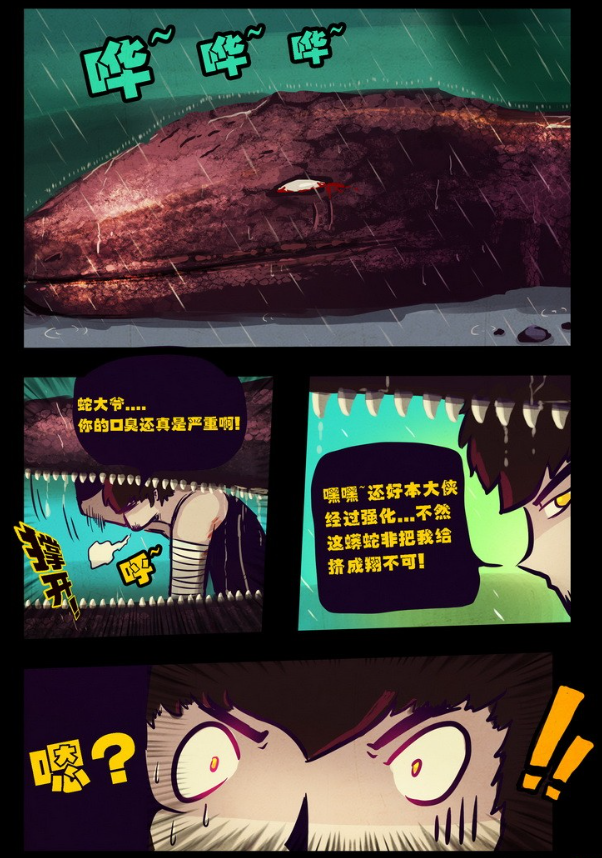 哗~
哗~
哗~
蛇大爷....
你的口臭还真是严重啊!
撑开!
呼~
嘿嘿~还好本大侠
经过强化...不然
这蟒蛇非把我给
挤成翔不可!
嗯?
!!